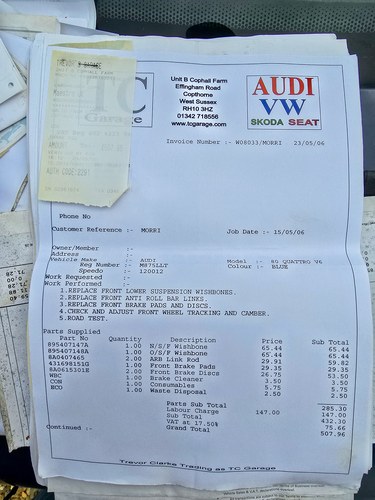 TC
Garage
Unit B Cophall Farm
Effingham Road
Copthorne
West Sussex
RH10 3HZ
01342 718556
www.tcgarage.com
AUDI
VW
SKODA SEAT
Invoice Number :- W08033/MORRI 23/05/06
Phone No
Customer Reference :- MORRI Job Date :- 15/05/06
Owner/Member :-
Address :-
Vehicle Make :- AUDI Model :- 80 QUATTRO V6
Reg Number :- M875LLT Colour :- BLUE
Speedo :- 120012
Work Requested :-
Work Performed :-
1.REPLACE FRONT LOWER SUSPENSION WISHBONES.
2.REPLACE FRONT ANTI ROLL BAR LINKS.
3.REPLACE FRONT BRAKE PADS AND DISCS.
4.CHECK AND ADJUST FRONT WHEEL TRACKING AND CAMBER.
5.ROAD TEST.
Parts Supplied
Part No Quantity Description Price Sub Total
895407147A 1.00 N/S/F Wishbone 65.44 65.44
895407148A 1.00 O/S/F Wishbone 65.44 65.44
8A0407465 2.00 ARB Link Rod 29.91 59.82
1.00 Front Brake Pads 29.35 29.35
8A0615301E 2.00 Front Brake Discs 26.75 53.50
WBC 1.00 Brake Cleaner 3.50 3.50
CON 1.00 Consumables 5.75 5.75
ECO 1.00 Waste Disposal 2.50 2.50
Parts Sub Total 285.30
Labour Charge 147.00 147.00
Sub Total 432.30
VAT at 17.50% 75.66
Continued :- Grand Total 507.96
Trevor Clarke Trading as TC Garage